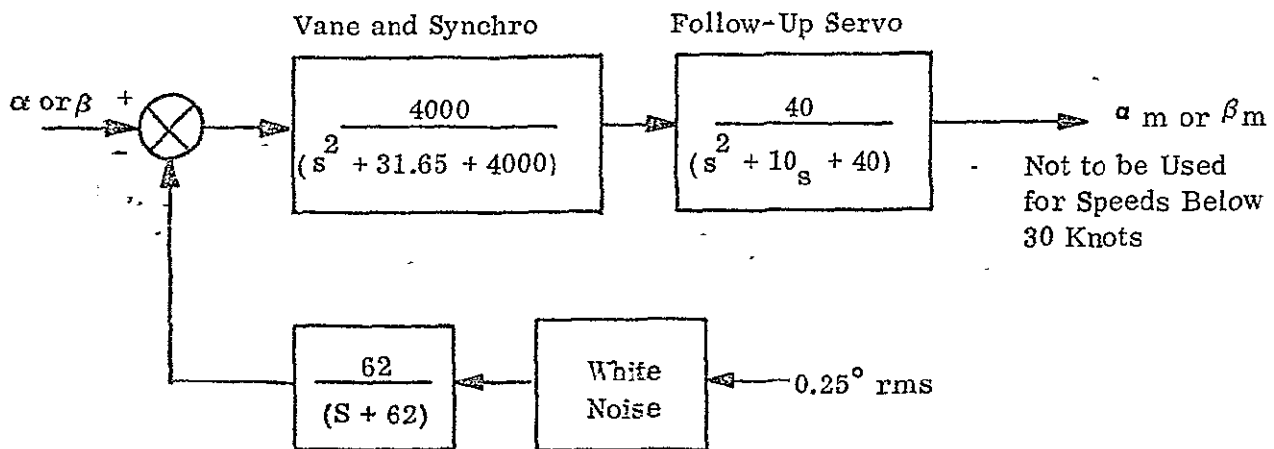 Vane and Synchro
Follow-Up Servo
α or β
+
-
4000
(s² + 31.65 + 4000)
40
(s² + 10s + 40)
α m or βm
Not to be Used
for Speeds Below
30 Knots
62
(S + 62)
White
Noise
0.25° rms